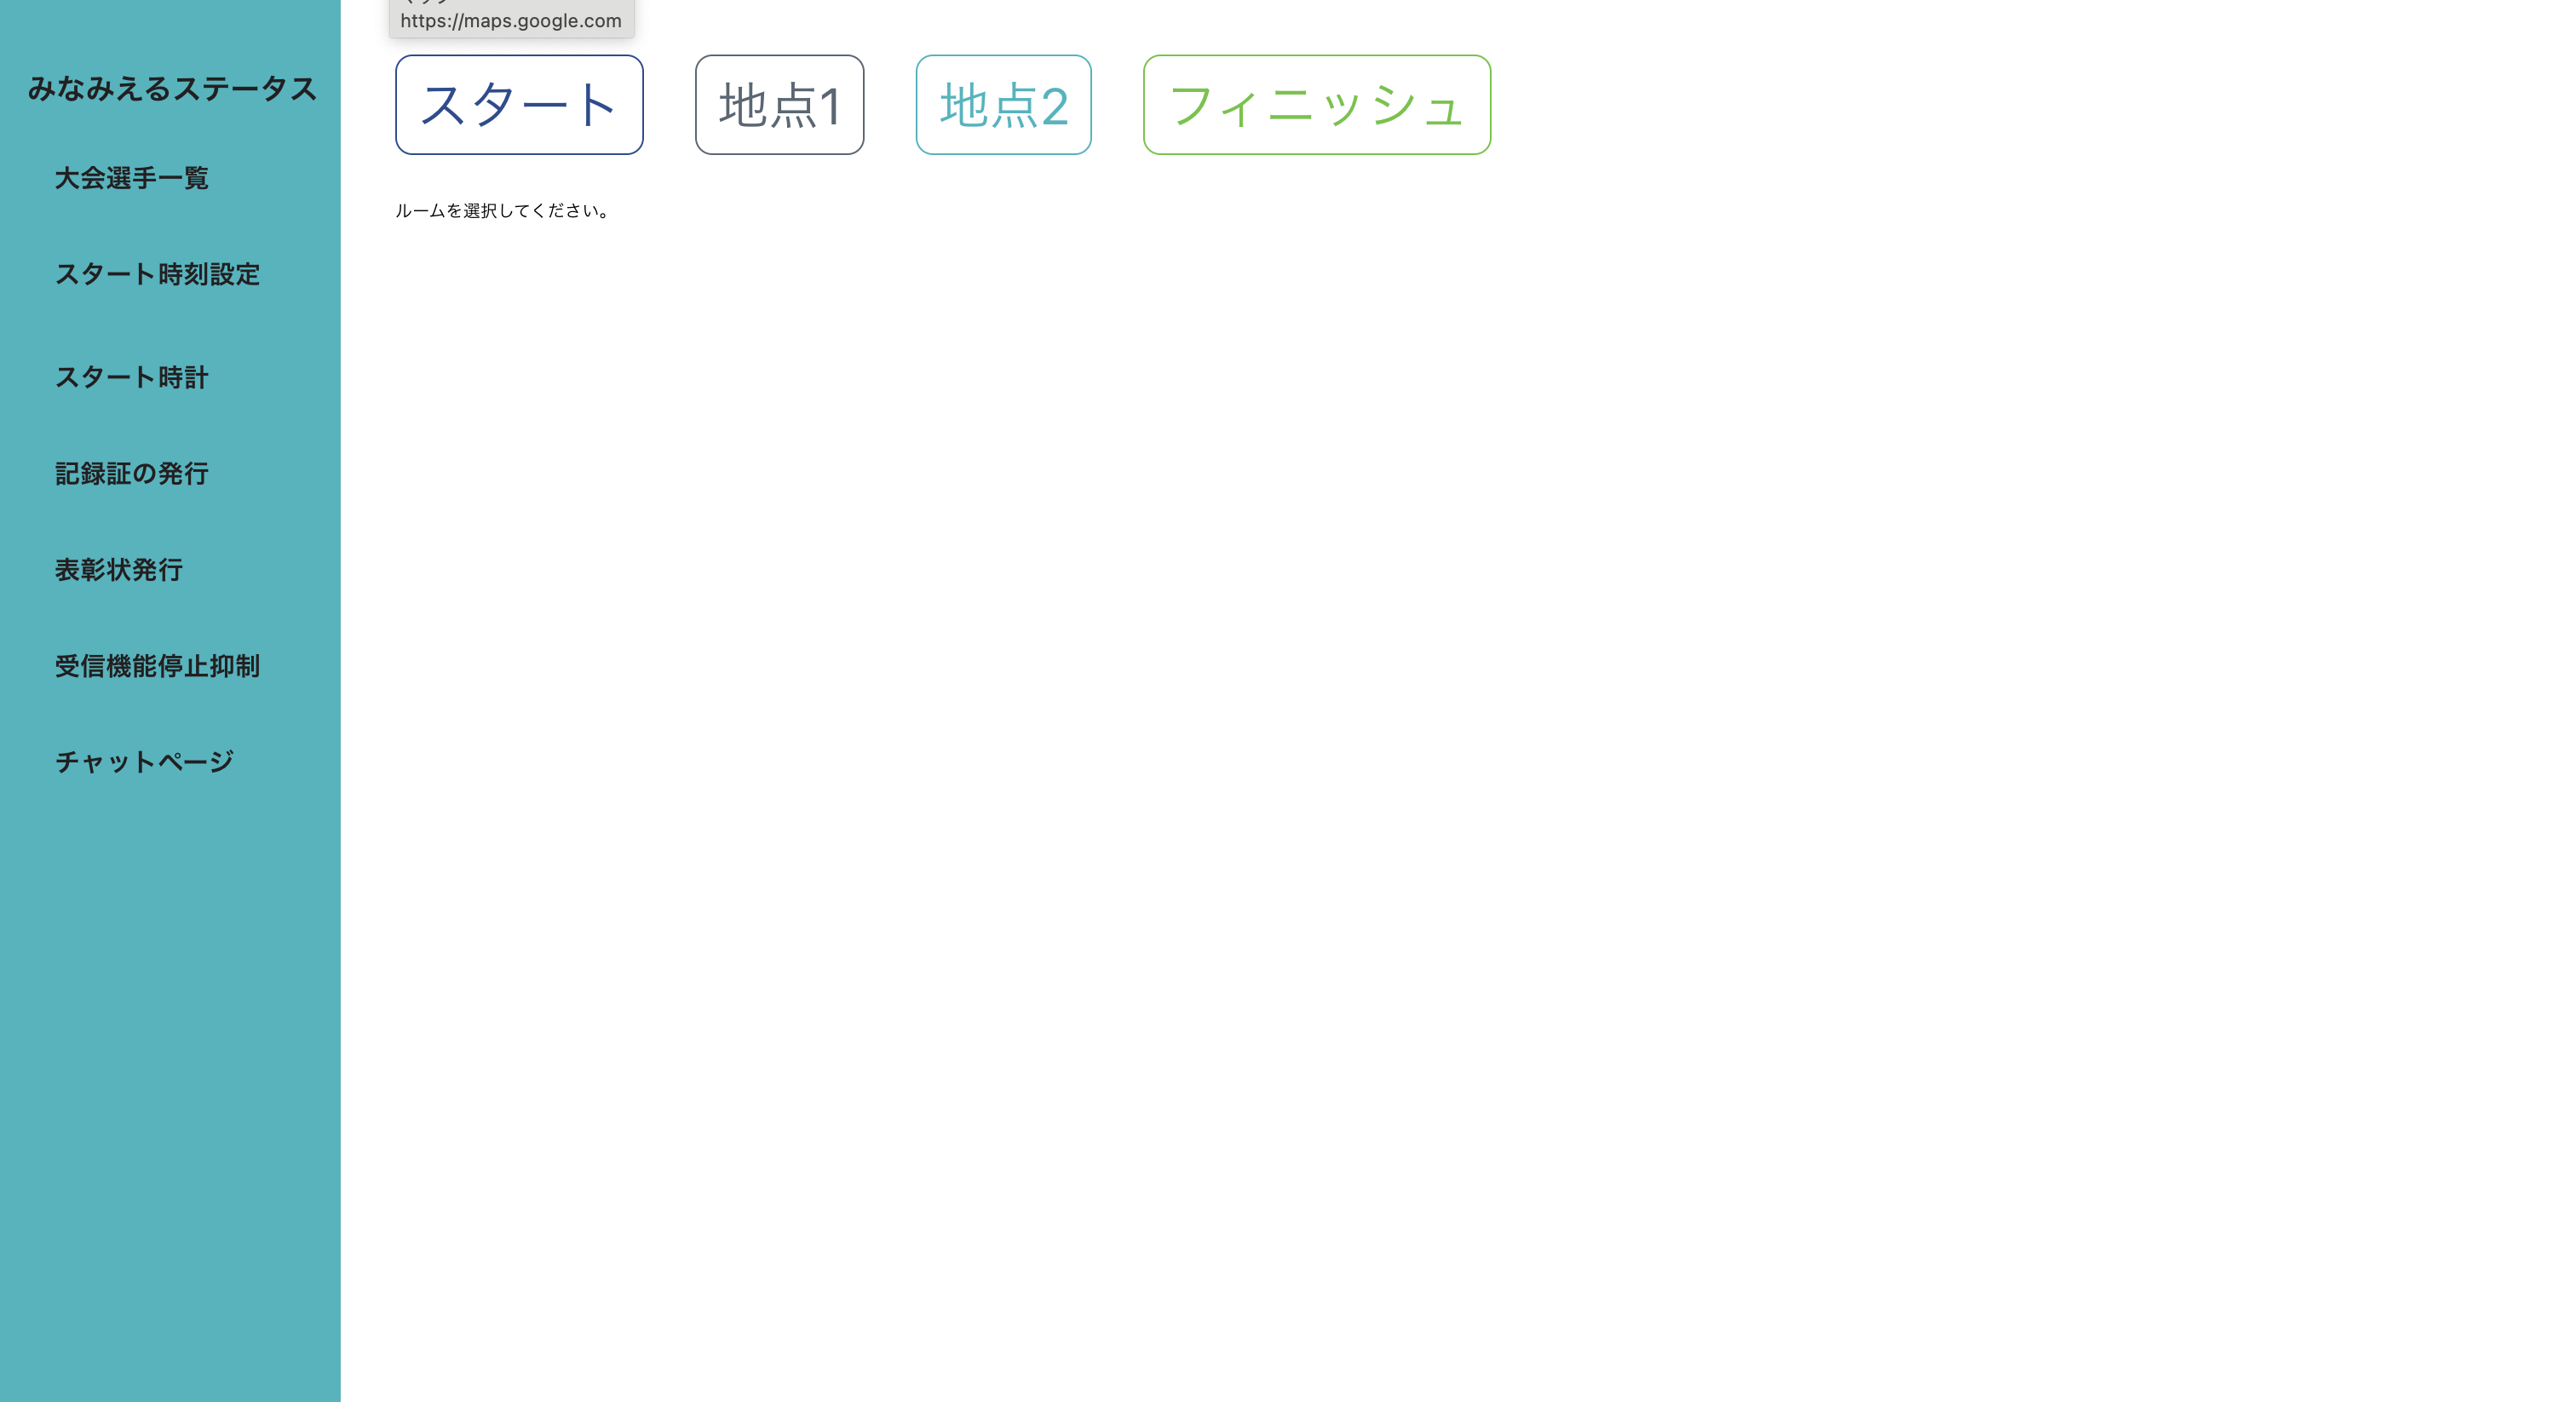 https://maps.google.com
みなみえるステータス
大会選手一覧
スタート時刻設定
スタート時計
記録証の発行
表彰状発行
受信機能停止抑制
チャットページ
スタート
地点1
地点2
フィニッシュ
ルームを選択してください。